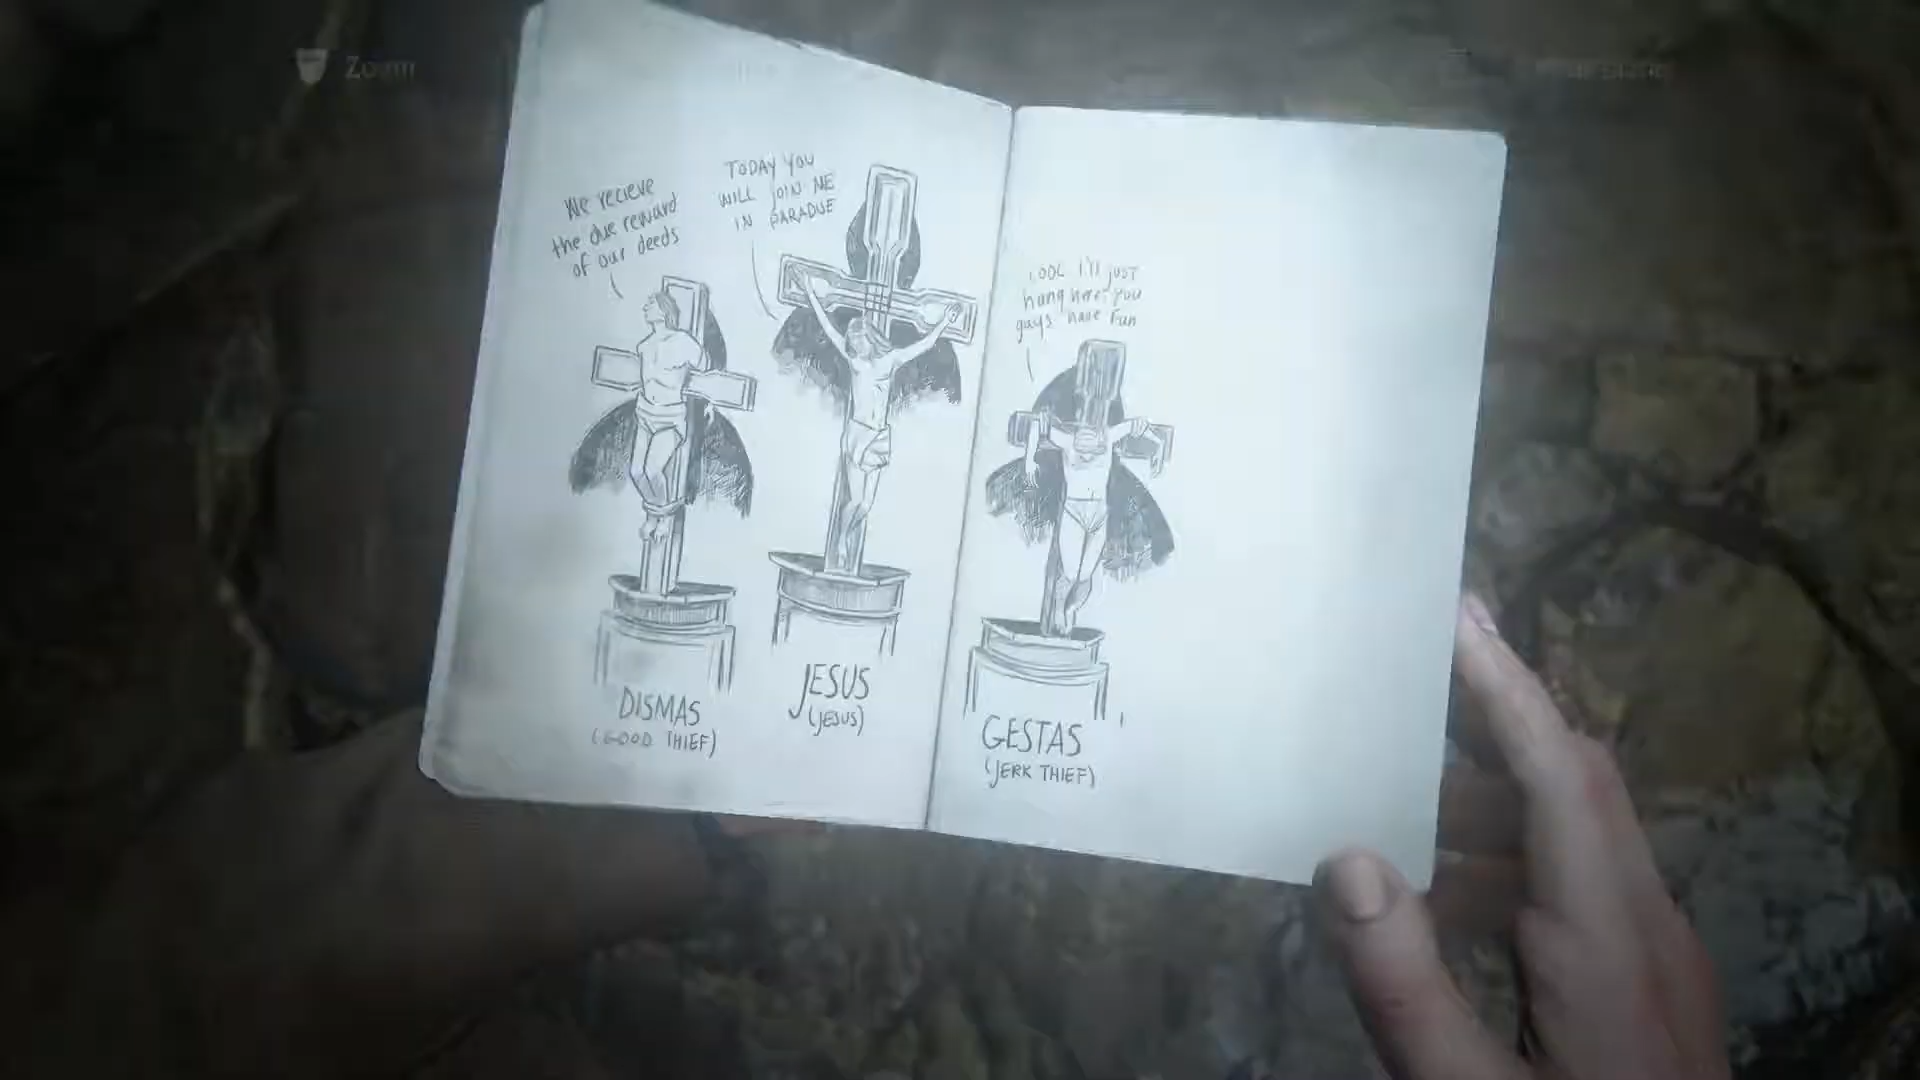 Zoom
We recieve
the due reward
of our deeds
TODAY YOU
WILL JOIN ME
IN PARADISE
I'll just
hang here, you
guys have fun
DISMAS
(GOOD THIEF)
JESUS
(JESUS)
GESTAS
(JERK THIEF)